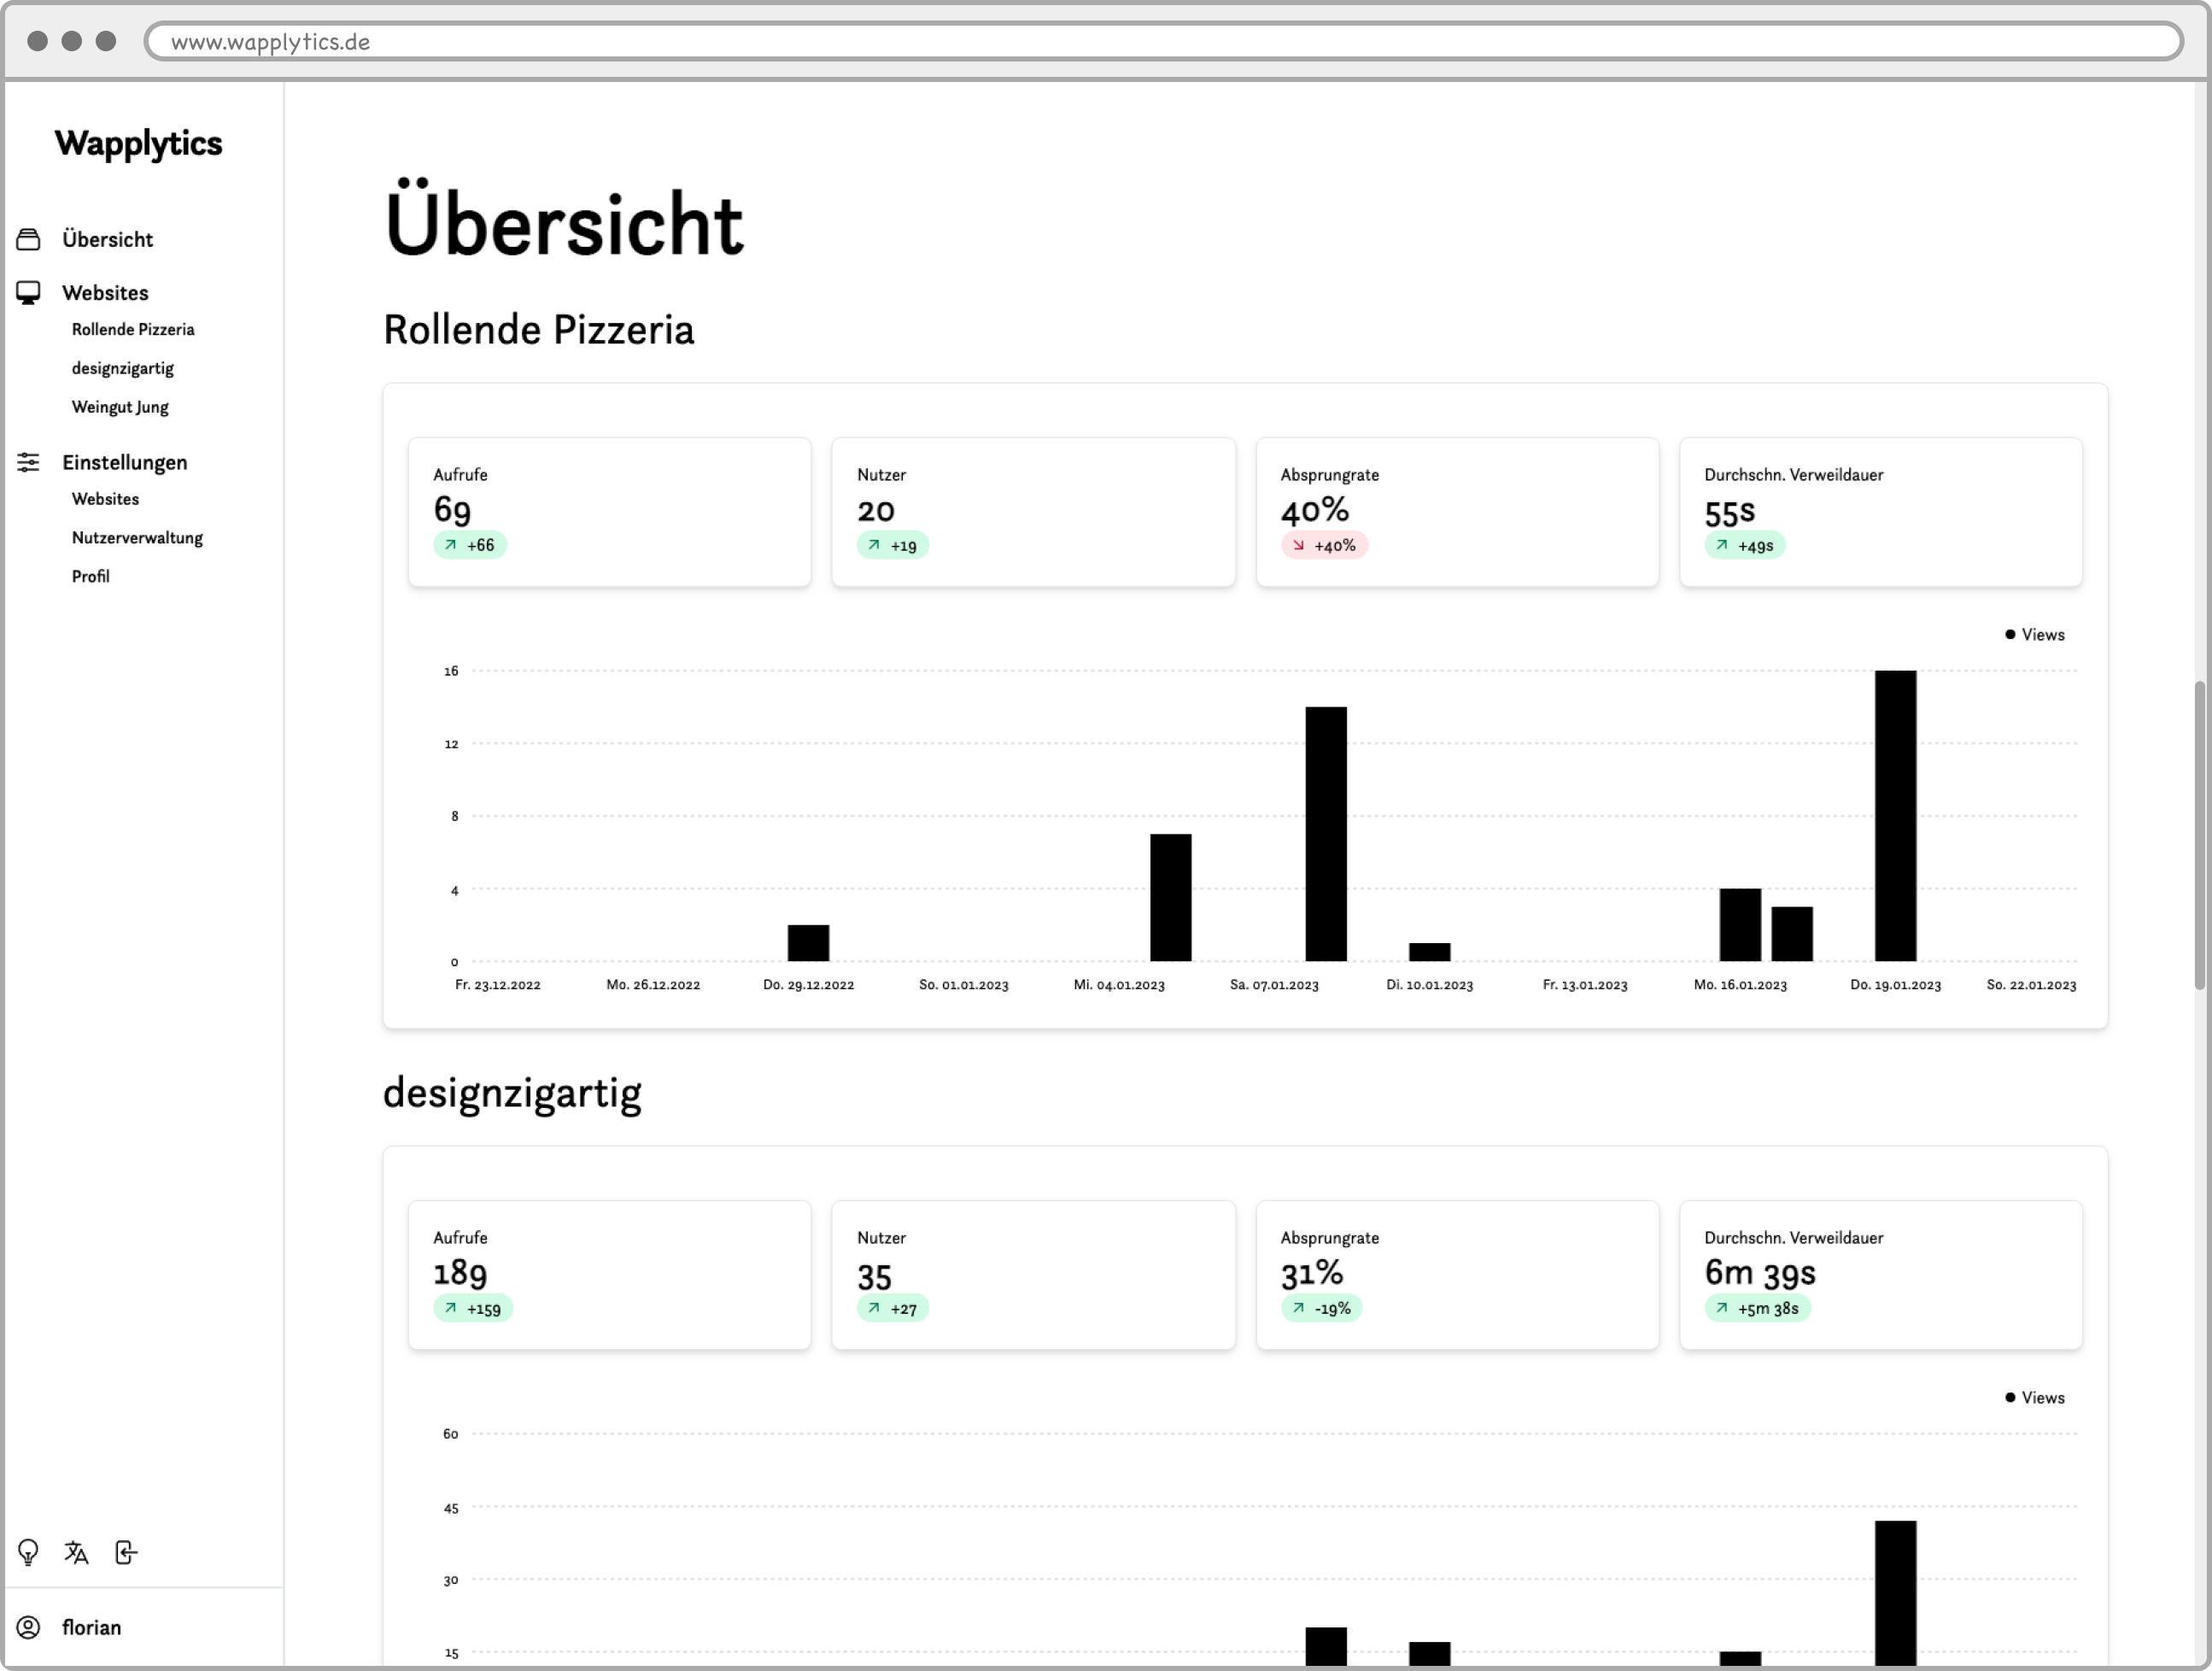 www.wapplytics.de
Wapplytics
Übersicht
Websites
Rollende Pizzeria
designzigartig
Weingut Jung
Einstellungen
Websites
Nutzerverwaltung
Profil
florian
Übersicht
Rollende Pizzeria
Aufrufe
69
+66
Nutzer
20
+19
Absprungrate
40%
+40%
Durchschn. Verweildauer
55s
+49s
Views
16
12
8
4
0
Fr. 23.12.2022 Mo. 26.12.2022 Do. 29.12.2022 So. 01.01.2023 Mi. 04.01.2023 Sa. 07.01.2023 Di. 10.01.2023 Fr. 13.01.2023 Mo. 16.01.2023 Do. 19.01.2023 So. 22.01.2023
designzigartig
Aufrufe
189
+159
Nutzer
35
+27
Absprungrate
31%
-19%
Durchschn. Verweildauer
6m 39s
+5m 38s
Views
60
45
30
15